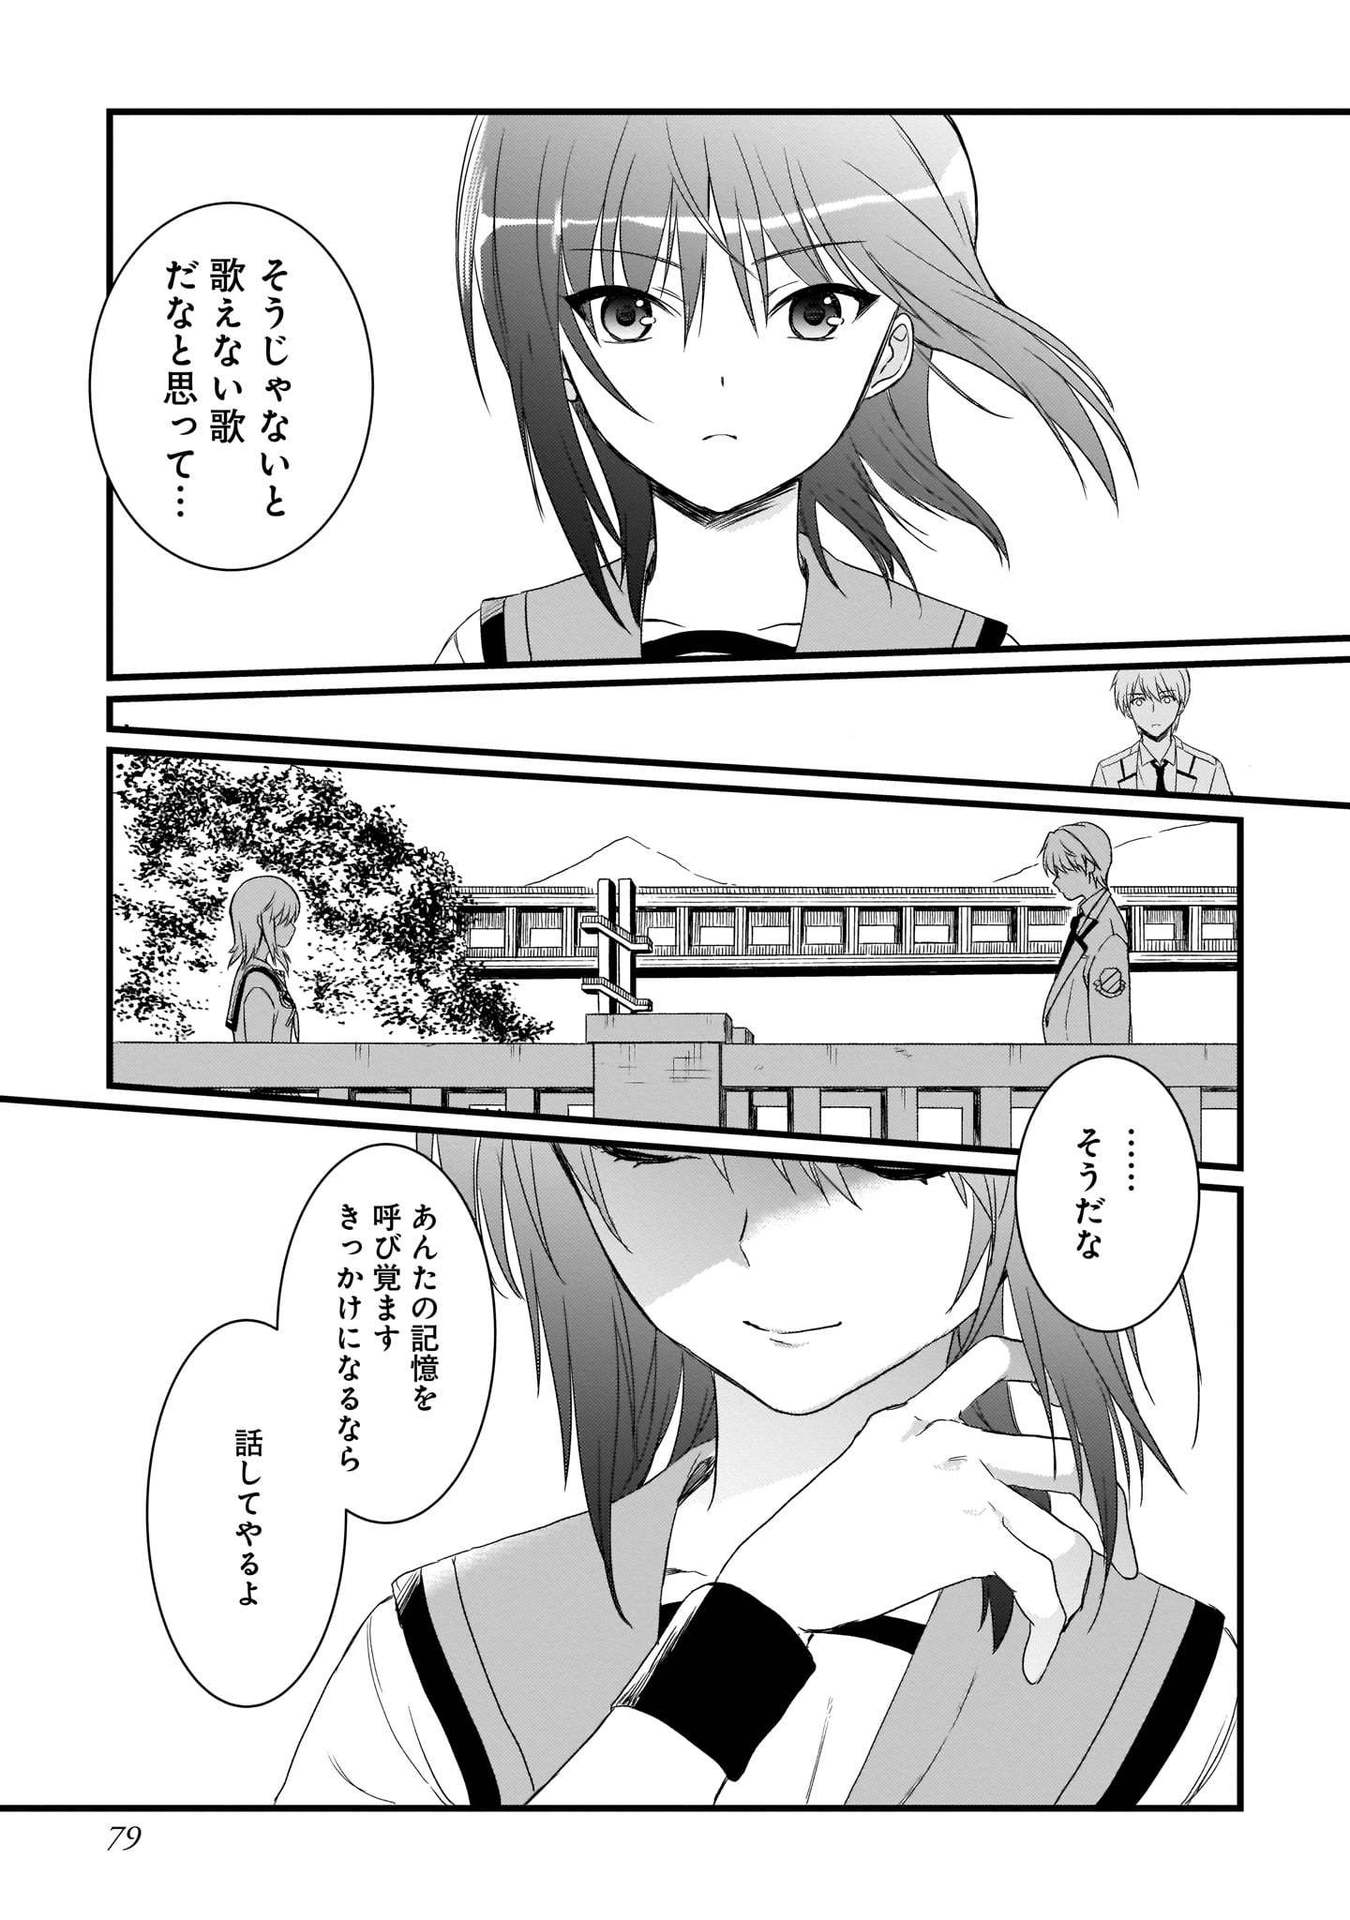 そうじゃないと
歌えない歌
だなと思って…
……
そうだな
あんたの記憶を
呼び覚ます
きっかけになるなら
話してやるよ
79